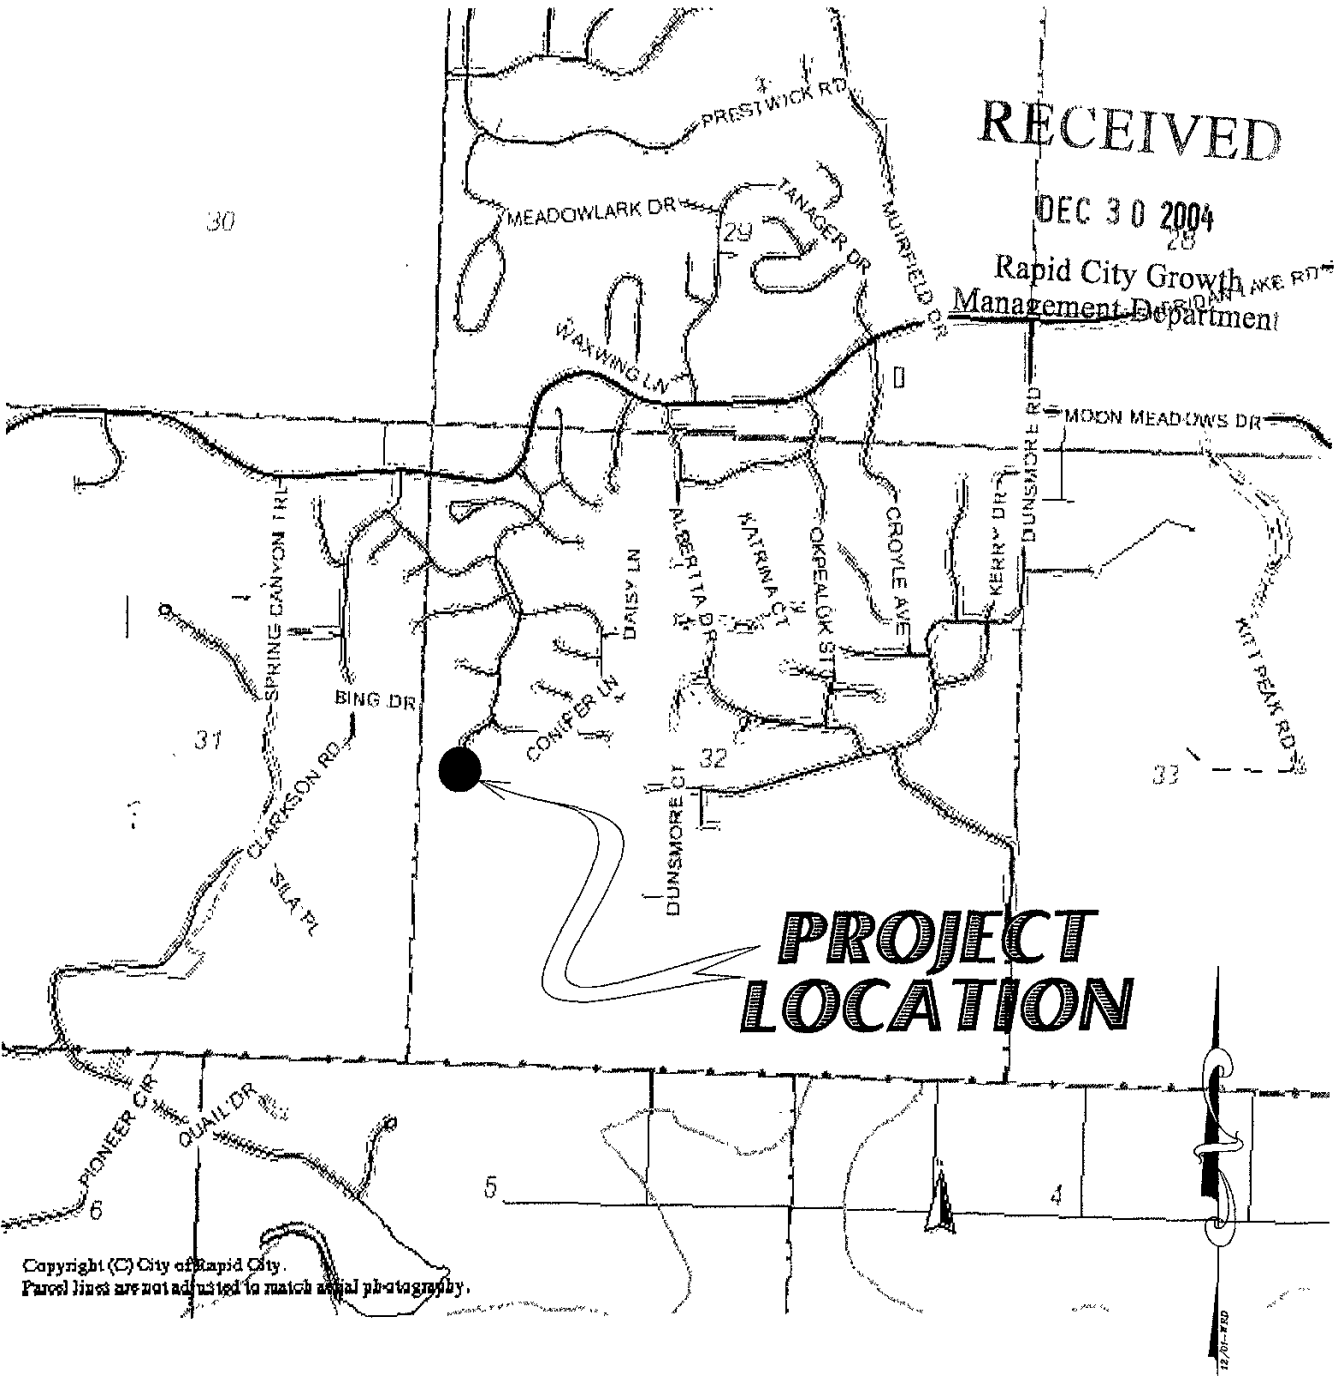 PRESTWICK RD
RECEIVED
30
MEADOWLARK DR
TANAGER DR
MUIRFIELD DR
29
DEC 30 2004
28
Rapid City Growth
Management Department
LAKE RD
WAXWING LN
DUNSMORE RD
MOON MEADOWS DR
SPRING CANYON TRL
ALBERTTA DR
KATRINA CT
OKPEALUK ST
CROYLE AVE
KERRY DR
DAISY LN
KITT PEAK RD
BING DR
CONIFER LN
31
32
33
CLARKSON RD
DUNSMORE CT
SILA PL
PROJECT
LOCATION
PIONEER CIR
QUAIL DR
5
4
6
Copyright (C) City of Rapid City.
Parcel lines are not adjusted to match aerial photography.